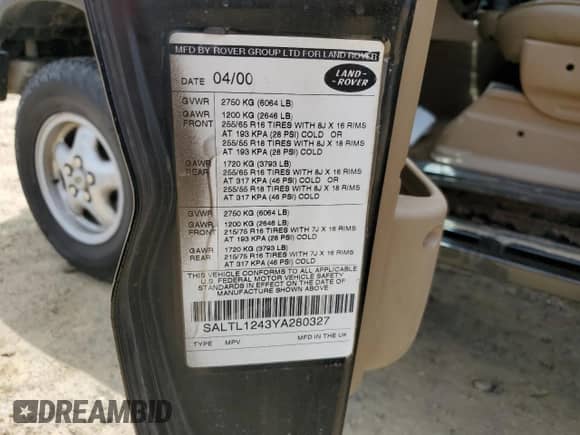 MFD BY ROVER GROUP LTD FOR LAND ROVER
DATE 04/00
LAND-
-ROVER
GVWR 2750 KG (6064 LB)
GAWR 1200 KG (2646 LB)
FRONT 255/65 R16 TIRES WITH 8J X 16 RIMS
AT 193 KPA (28 PSI) COLD OR
255/55 R18 TIRES WITH 8J X 18 RIMS
AT 193 KPA (28 PSI) COLD
GAWR 1720 KG (3793 LB)
REAR 255/65 R16 TIRES WITH 8J X 16 RIMS
AT 317 KPA (46 PSI) COLD OR
255/55 R18 TIRES WITH 8J X 18 RIMS
AT 317 KPA (46 PSI) COLD
GVWR 2750 KG (6064 LB)
GAWR 1200 KG (2646 LB)
FRONT 215/75 R16 TIRES WITH 7J X 16 RIMS
AT 193 KPA (28 PSI) COLD
GAWR 1720 KG (3793 LB)
REAR 215/75 R16 TIRES WITH 7J X 16 RIMS
AT 317 KPA (46 PSI) COLD
THIS VEHICLE CONFORMS TO ALL APPLICABLE
U.S. FEDERAL MOTOR VEHICLE SAFETY
STANDARDS IN EFFECT ON THE DATE OF
MANUFACTURE SHOWN ABOVE.
SALTL1243YA280327
TYPE MPV MADE IN THE UK
DREAMBID